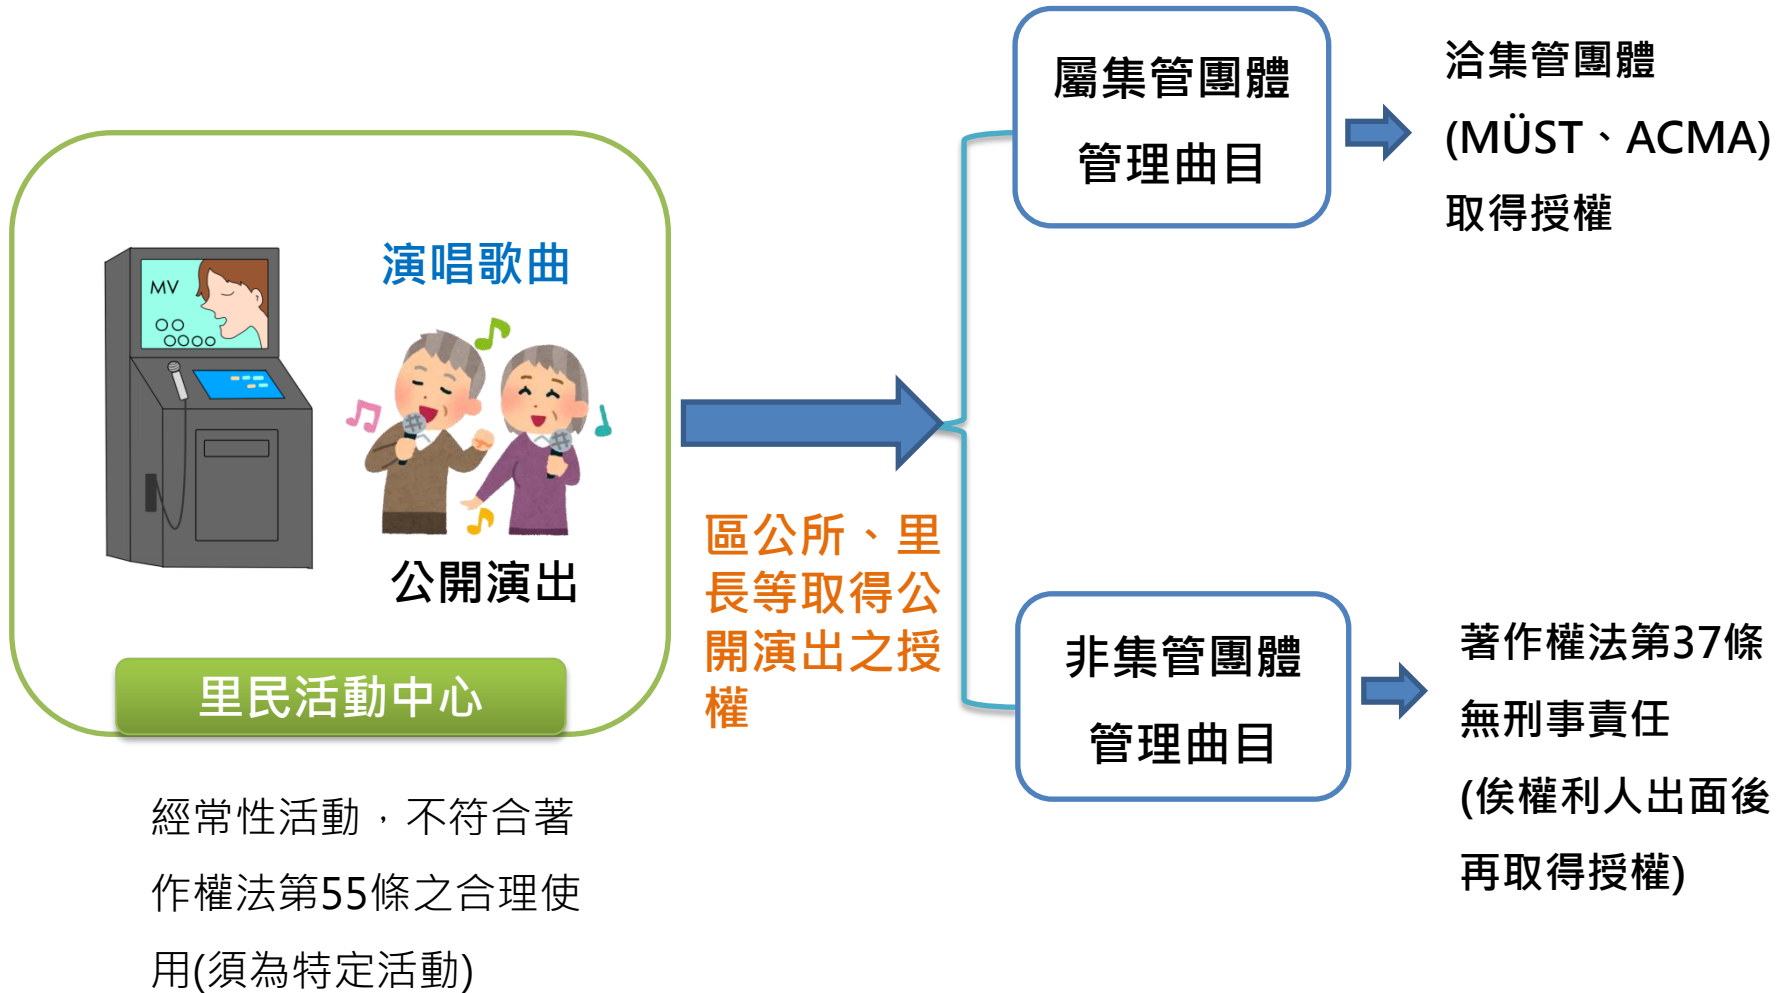 MV
演唱歌曲
公開演出
里民活動中心
經常性活動，不符合著
作權法第55條之合理使
用(須為特定活動)
區公所、里
長等取得公
開演出之授
權
屬集管團體
管理曲目
洽集管團體
(MÜST、ACMA)
取得授權
非集管團體
管理曲目
著作權法第37條
無刑事責任
(俟權利人出面後
再取得授權)